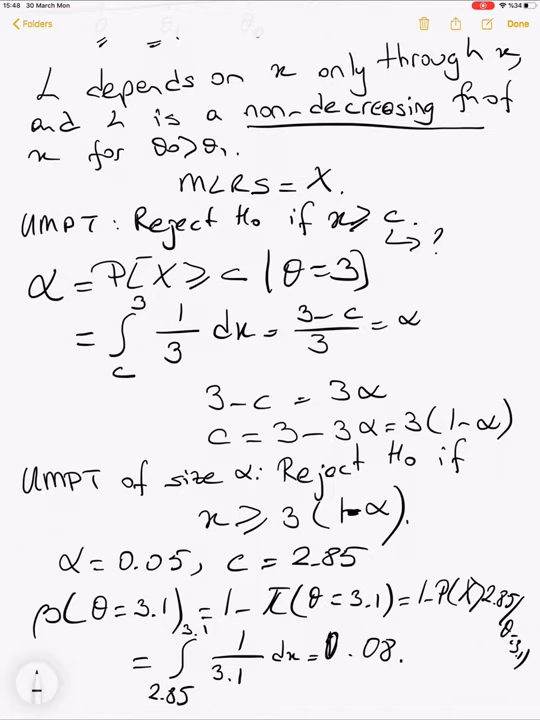 15:48 30 March Mon
%34
Folders
Done
L depends on x only through x,
and L is a non-decreasing fn of
x for θ0>θ1.
MLRS = X.
UMPT: Reject H0 if x ≥ c.
↳ ?
α = P[X ≥ c | θ = 3]
= ∫_c^3 1/3 dx = (3-c)/3 = α
3 - c = 3α
c = 3 - 3α = 3(1-α)
UMPT of size α: Reject H0 if
x ≥ 3(1-α).
α = 0.05, c = 2.85
β(θ = 3.1) = 1 - π(θ = 3.1) = 1 - P(X > 2.85 / θ = 3.1)
= ∫_2.85^3.1 1/3.1 dx = 0.08.